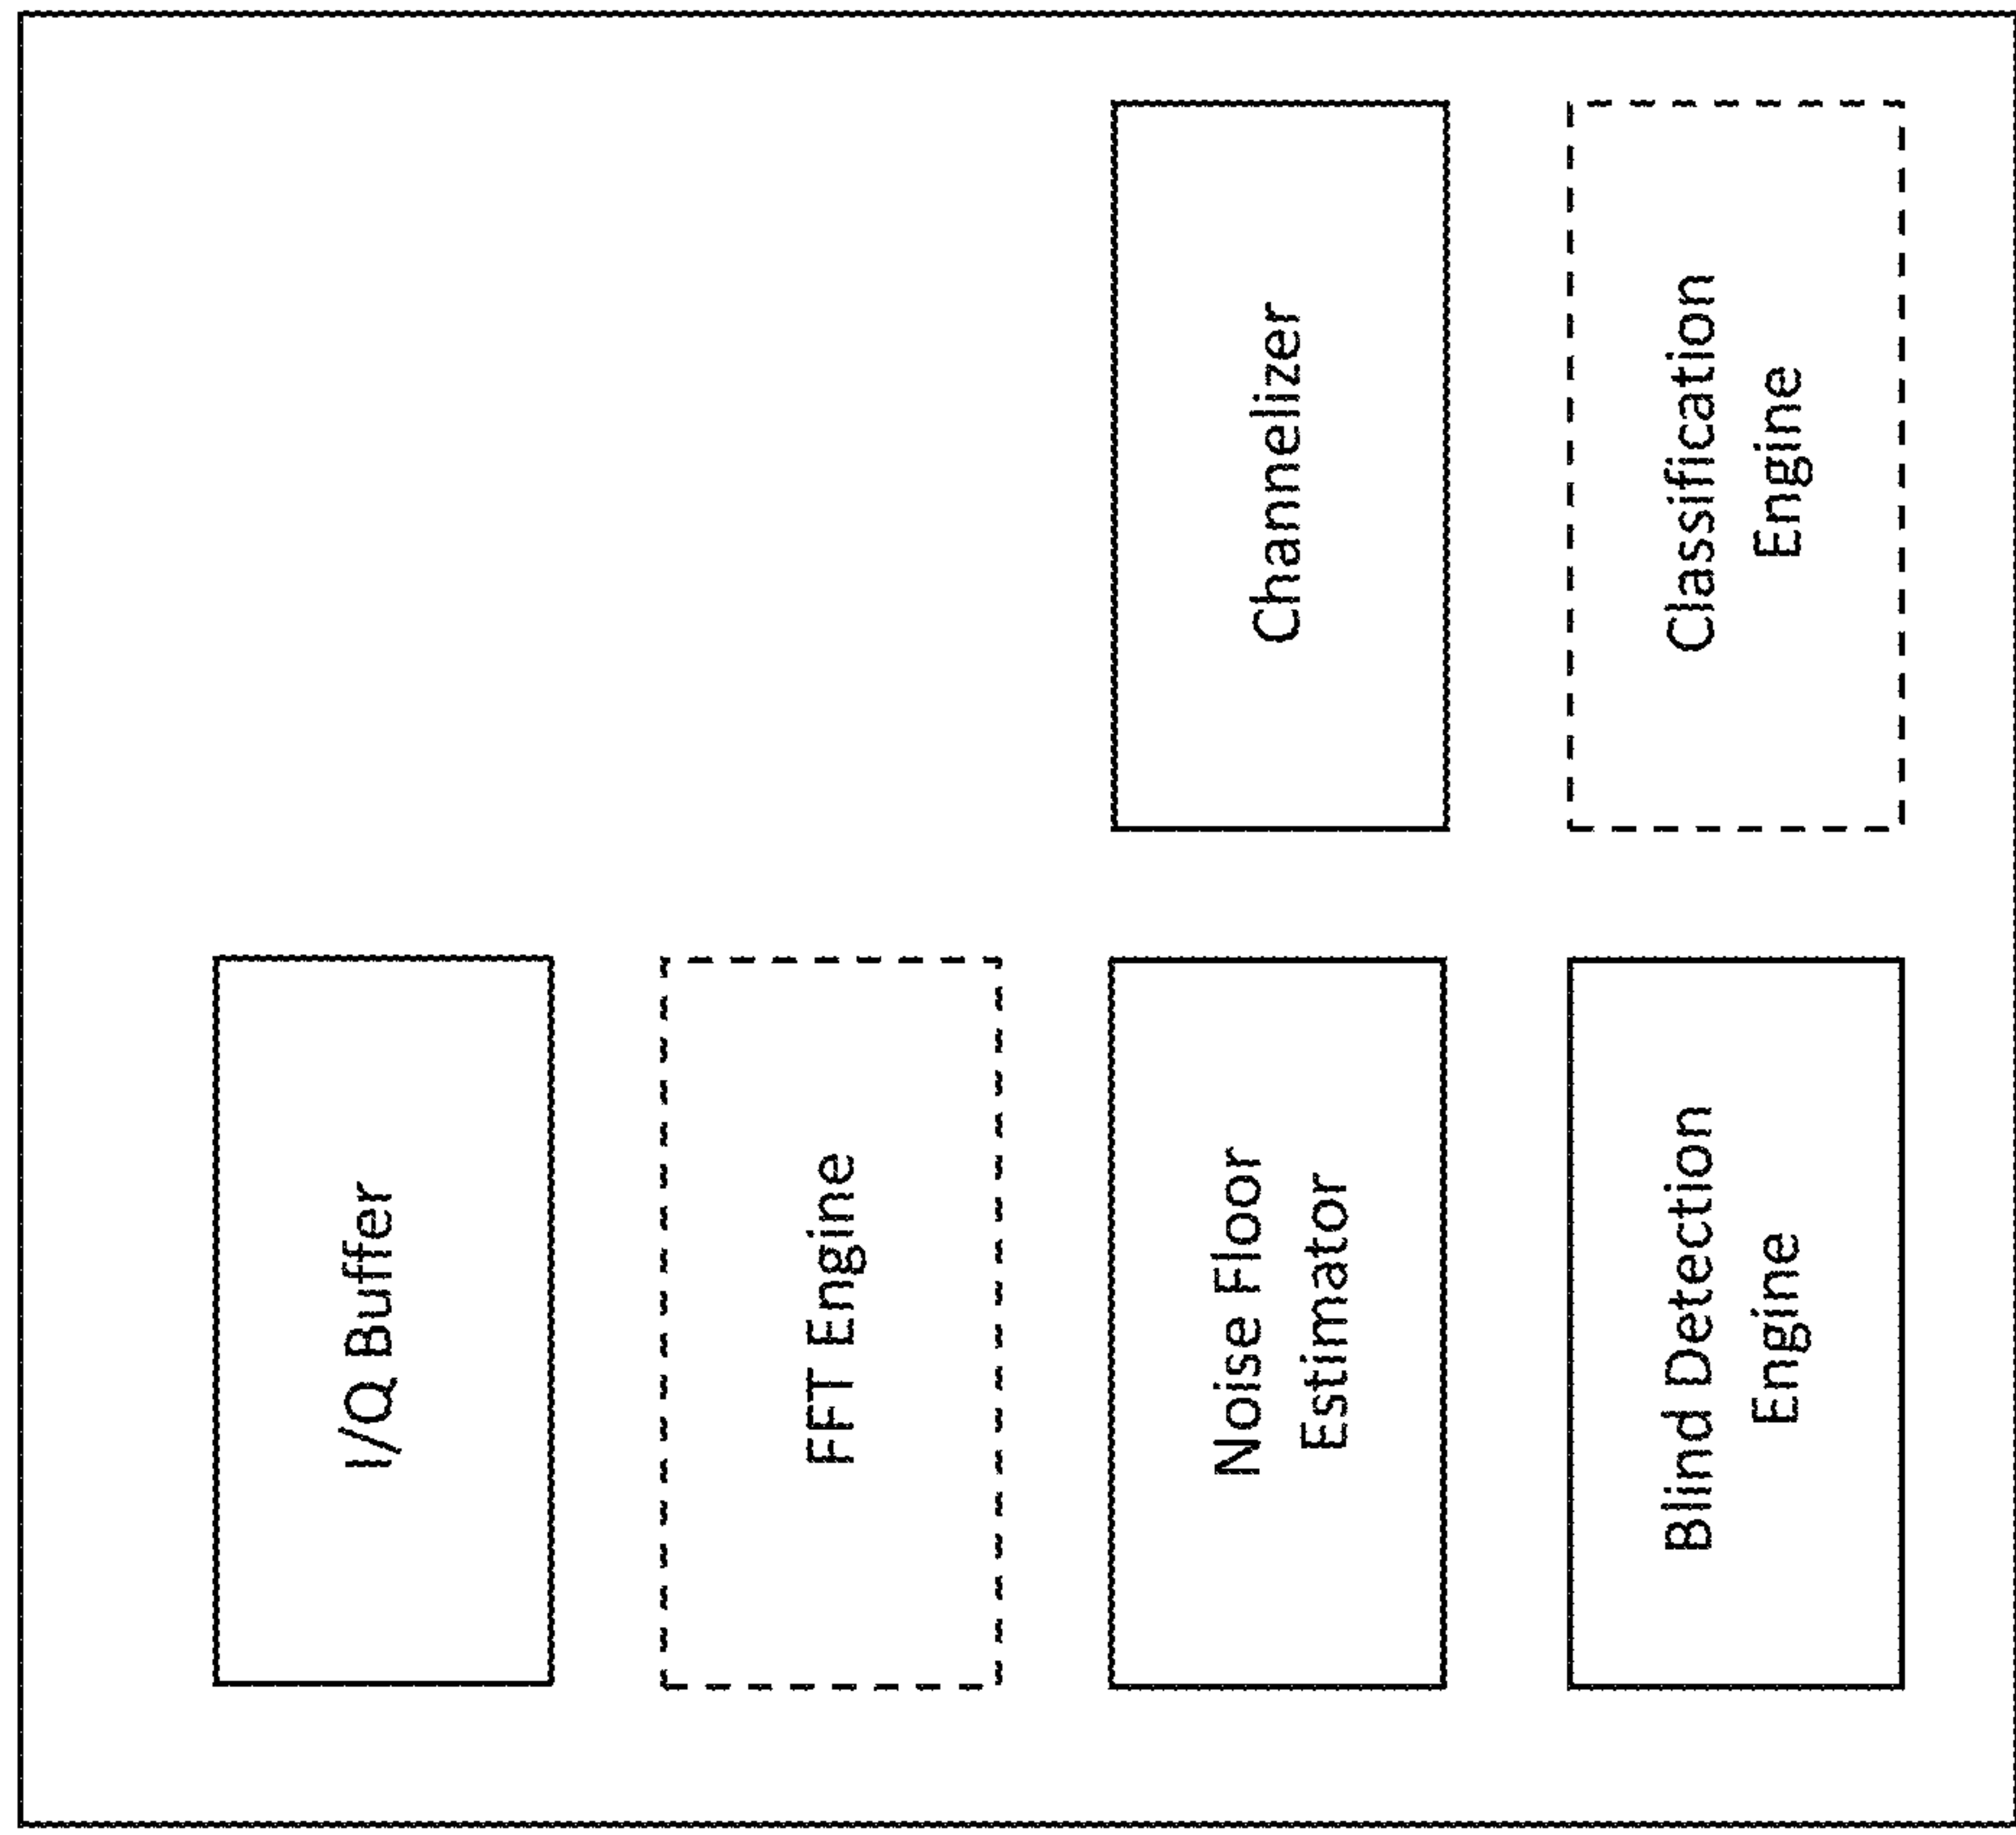 I/Q Buffer
FFT Engine
Noise Floor
Estimator
Channelizer
Blind Detection
Engine
Classification
Engine